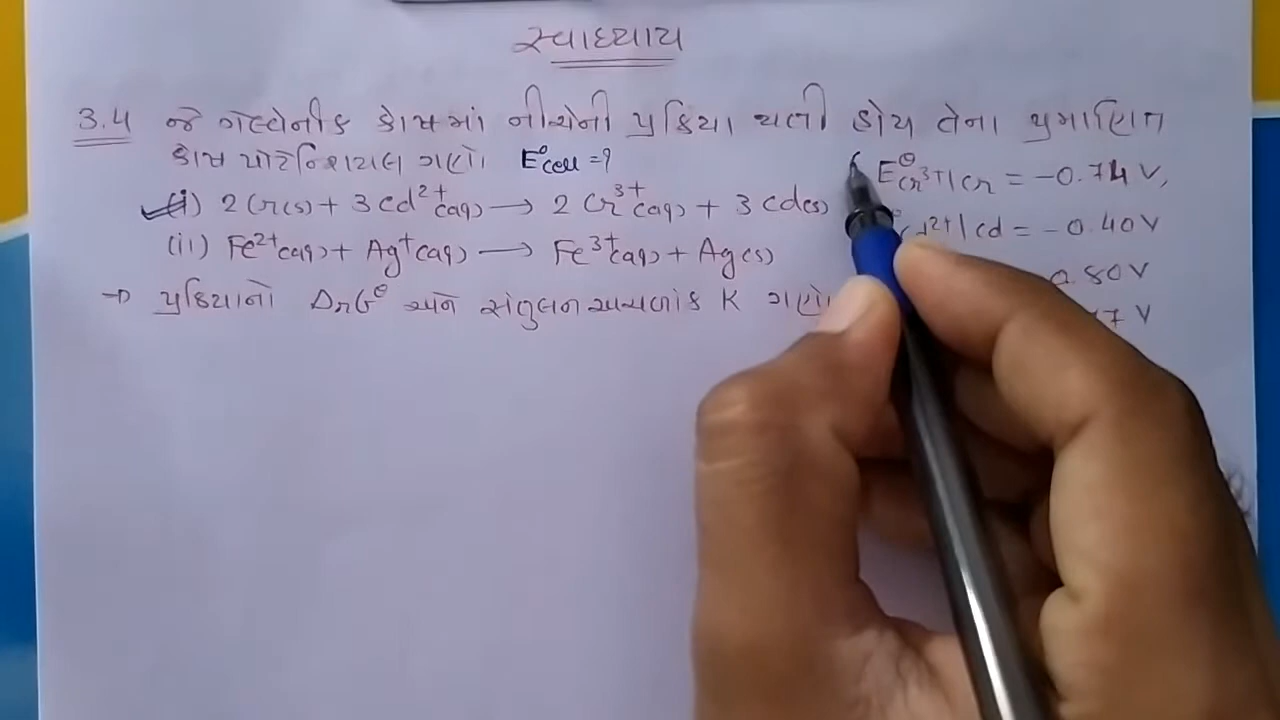 સ્વાધ્યાય
3.4 જે ગેલ્વેનીક કોષમાં નીચેની પ્રક્રિયા થતી હોય તેના પ્રમાણિત
કોષ પોટેન્શિયલ ગણો. E°cell = ?
(i) 2Cr(s) + 3Cd²⁺(aq) → 2Cr³⁺(aq) + 3Cd(s)
(ii) Fe²⁺(aq) + Ag⁺(aq) → Fe³⁺(aq) + Ag(s)
→ પ્રક્રિયાનો ΔrG° અને સંતુલન અચળાંક K ગણો.
E°Cr³⁺|Cr = -0.74 V,
Cd²⁺|Cd = -0.40 V
0.80 V
7 V